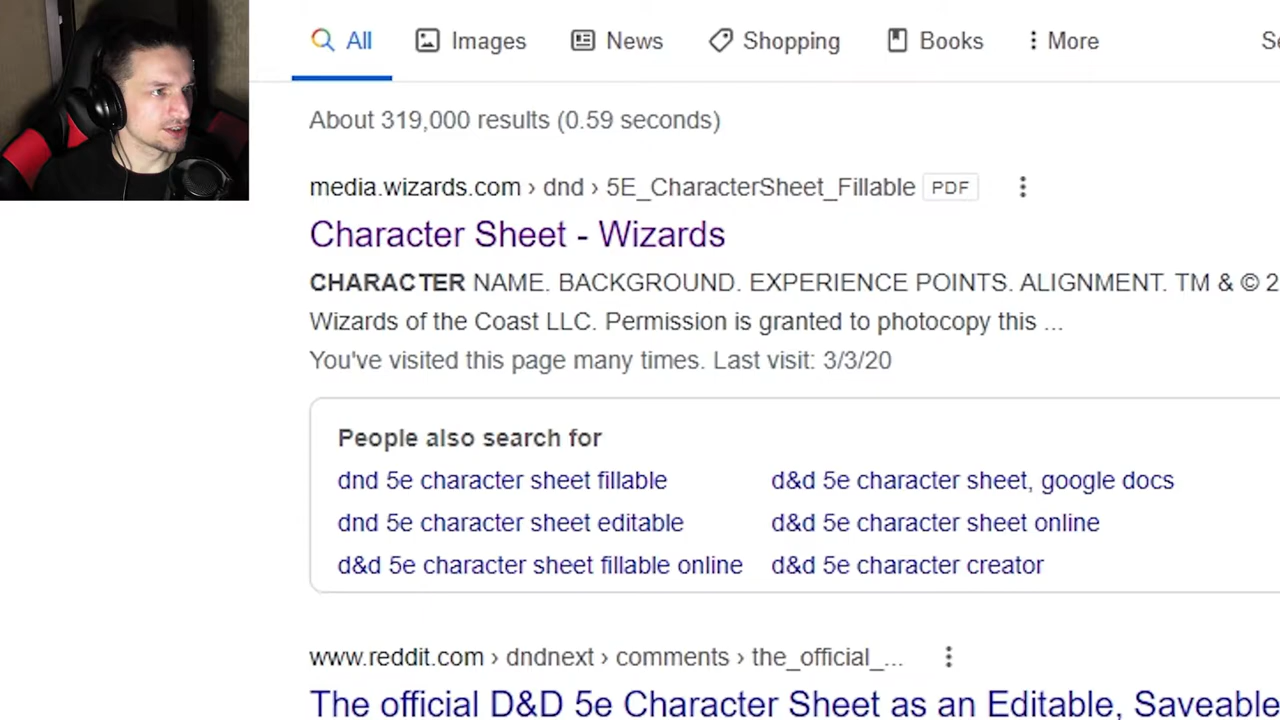 All Images News Shopping Books More
About 319,000 results (0.59 seconds)
media.wizards.com › dnd › 5E_CharacterSheet_Fillable PDF
Character Sheet - Wizards
CHARACTER NAME. BACKGROUND. EXPERIENCE POINTS. ALIGNMENT. TM & © 2
Wizards of the Coast LLC. Permission is granted to photocopy this ...
You've visited this page many times. Last visit: 3/3/20
People also search for
dnd 5e character sheet fillable d&d 5e character sheet, google docs
dnd 5e character sheet editable d&d 5e character sheet online
d&d 5e character sheet fillable online d&d 5e character creator
www.reddit.com › dndnext › comments › the_official_...
The official D&D 5e Character Sheet as an Editable, Saveable